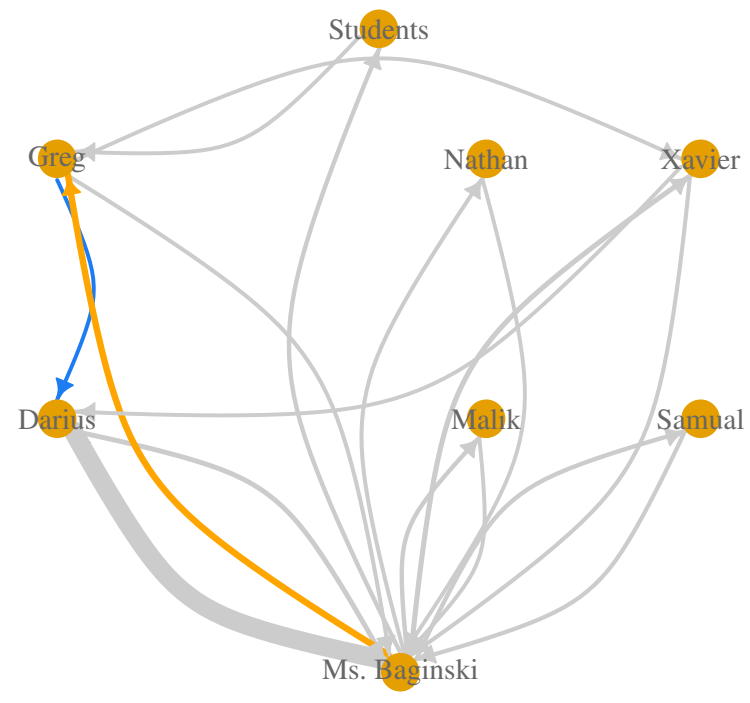 Students
Greg
Nathan
Xavier
Darius
Malik
Samual
Ms. Baginski